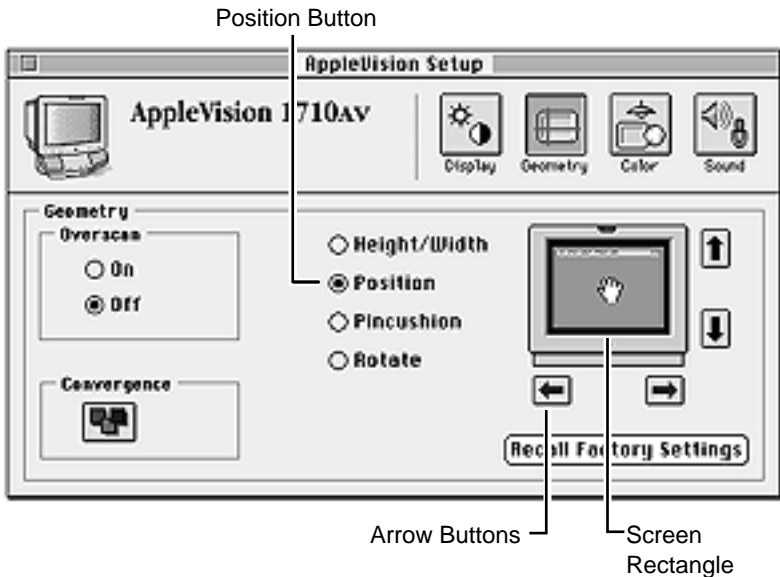 Position Button
AppleVision Setup
AppleVision 1710AV
Display
Geometry
Color
Sound
Geometry
Overscan
On
Off
Height/Width
Position
Pincushion
Rotate
Convergence
Recall Factory Settings
Arrow Buttons
Screen
Rectangle